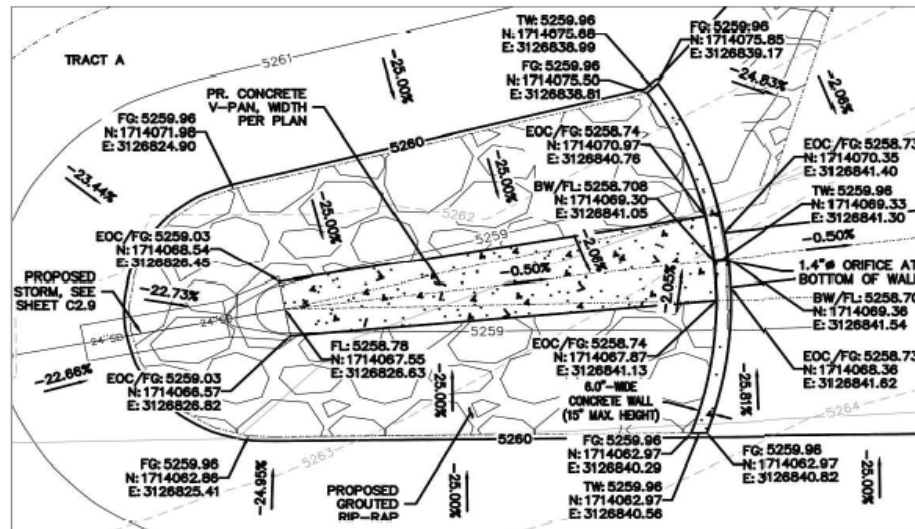 TRACT A
5261
-25.00%
TW: 5259.96
N: 1714075.68
E: 3126838.99
FG: 5259.96
N: 1714075.85
E: 3126839.17
FG: 5259.96
N: 1714075.50
E: 3126838.81
-24.83%
-2.06%
PR. CONCRETE
V-PAN, WIDTH
PER PLAN
FG: 5259.96
N: 1714071.98
E: 3126824.90
5260
-23.44%
-25.00%
-25.00%
5262
EOC/FG: 5258.74
N: 1714070.97
E: 3126840.76
EOC/FG: 5258.73
N: 1714070.35
E: 3126841.40
BW/FL: 5258.708
N: 1714069.30
E: 3126841.05
TW: 5259.96
N: 1714069.33
E: 3126841.30
-0.50%
EOC/FG: 5259.03
N: 1714068.54
E: 3126826.45
5259
-2.06%
-0.50%
-2.05%
PROPOSED
STORM, SEE
SHEET C2.9
-22.73%
1.4"ø ORIFICE AT
BOTTOM OF WALL
BW/FL: 5258.70
N: 1714069.36
E: 3126841.54
24"SD
24"SD
5259
-22.66%
FL: 5258.78
N: 1714067.55
E: 3126826.63
EOC/FG: 5259.03
N: 1714066.57
E: 3126826.82
EOC/FG: 5258.74
N: 1714067.87
E: 3126841.13
EOC/FG: 5258.73
N: 1714068.36
E: 3126841.62
-25.00%
6.0"-WIDE
CONCRETE WALL
(15" MAX. HEIGHT)
-25.81%
5264
5263
5260
FG: 5259.96
N: 1714062.86
E: 3126825.41
-24.95%
PROPOSED
GROUTED
RIP-RAP
-25.00%
FG: 5259.96
N: 1714062.97
E: 3126840.29
TW: 5259.96
N: 1714062.97
E: 3126840.56
FG: 5259.96
N: 1714062.97
E: 3126840.82
-25.00%